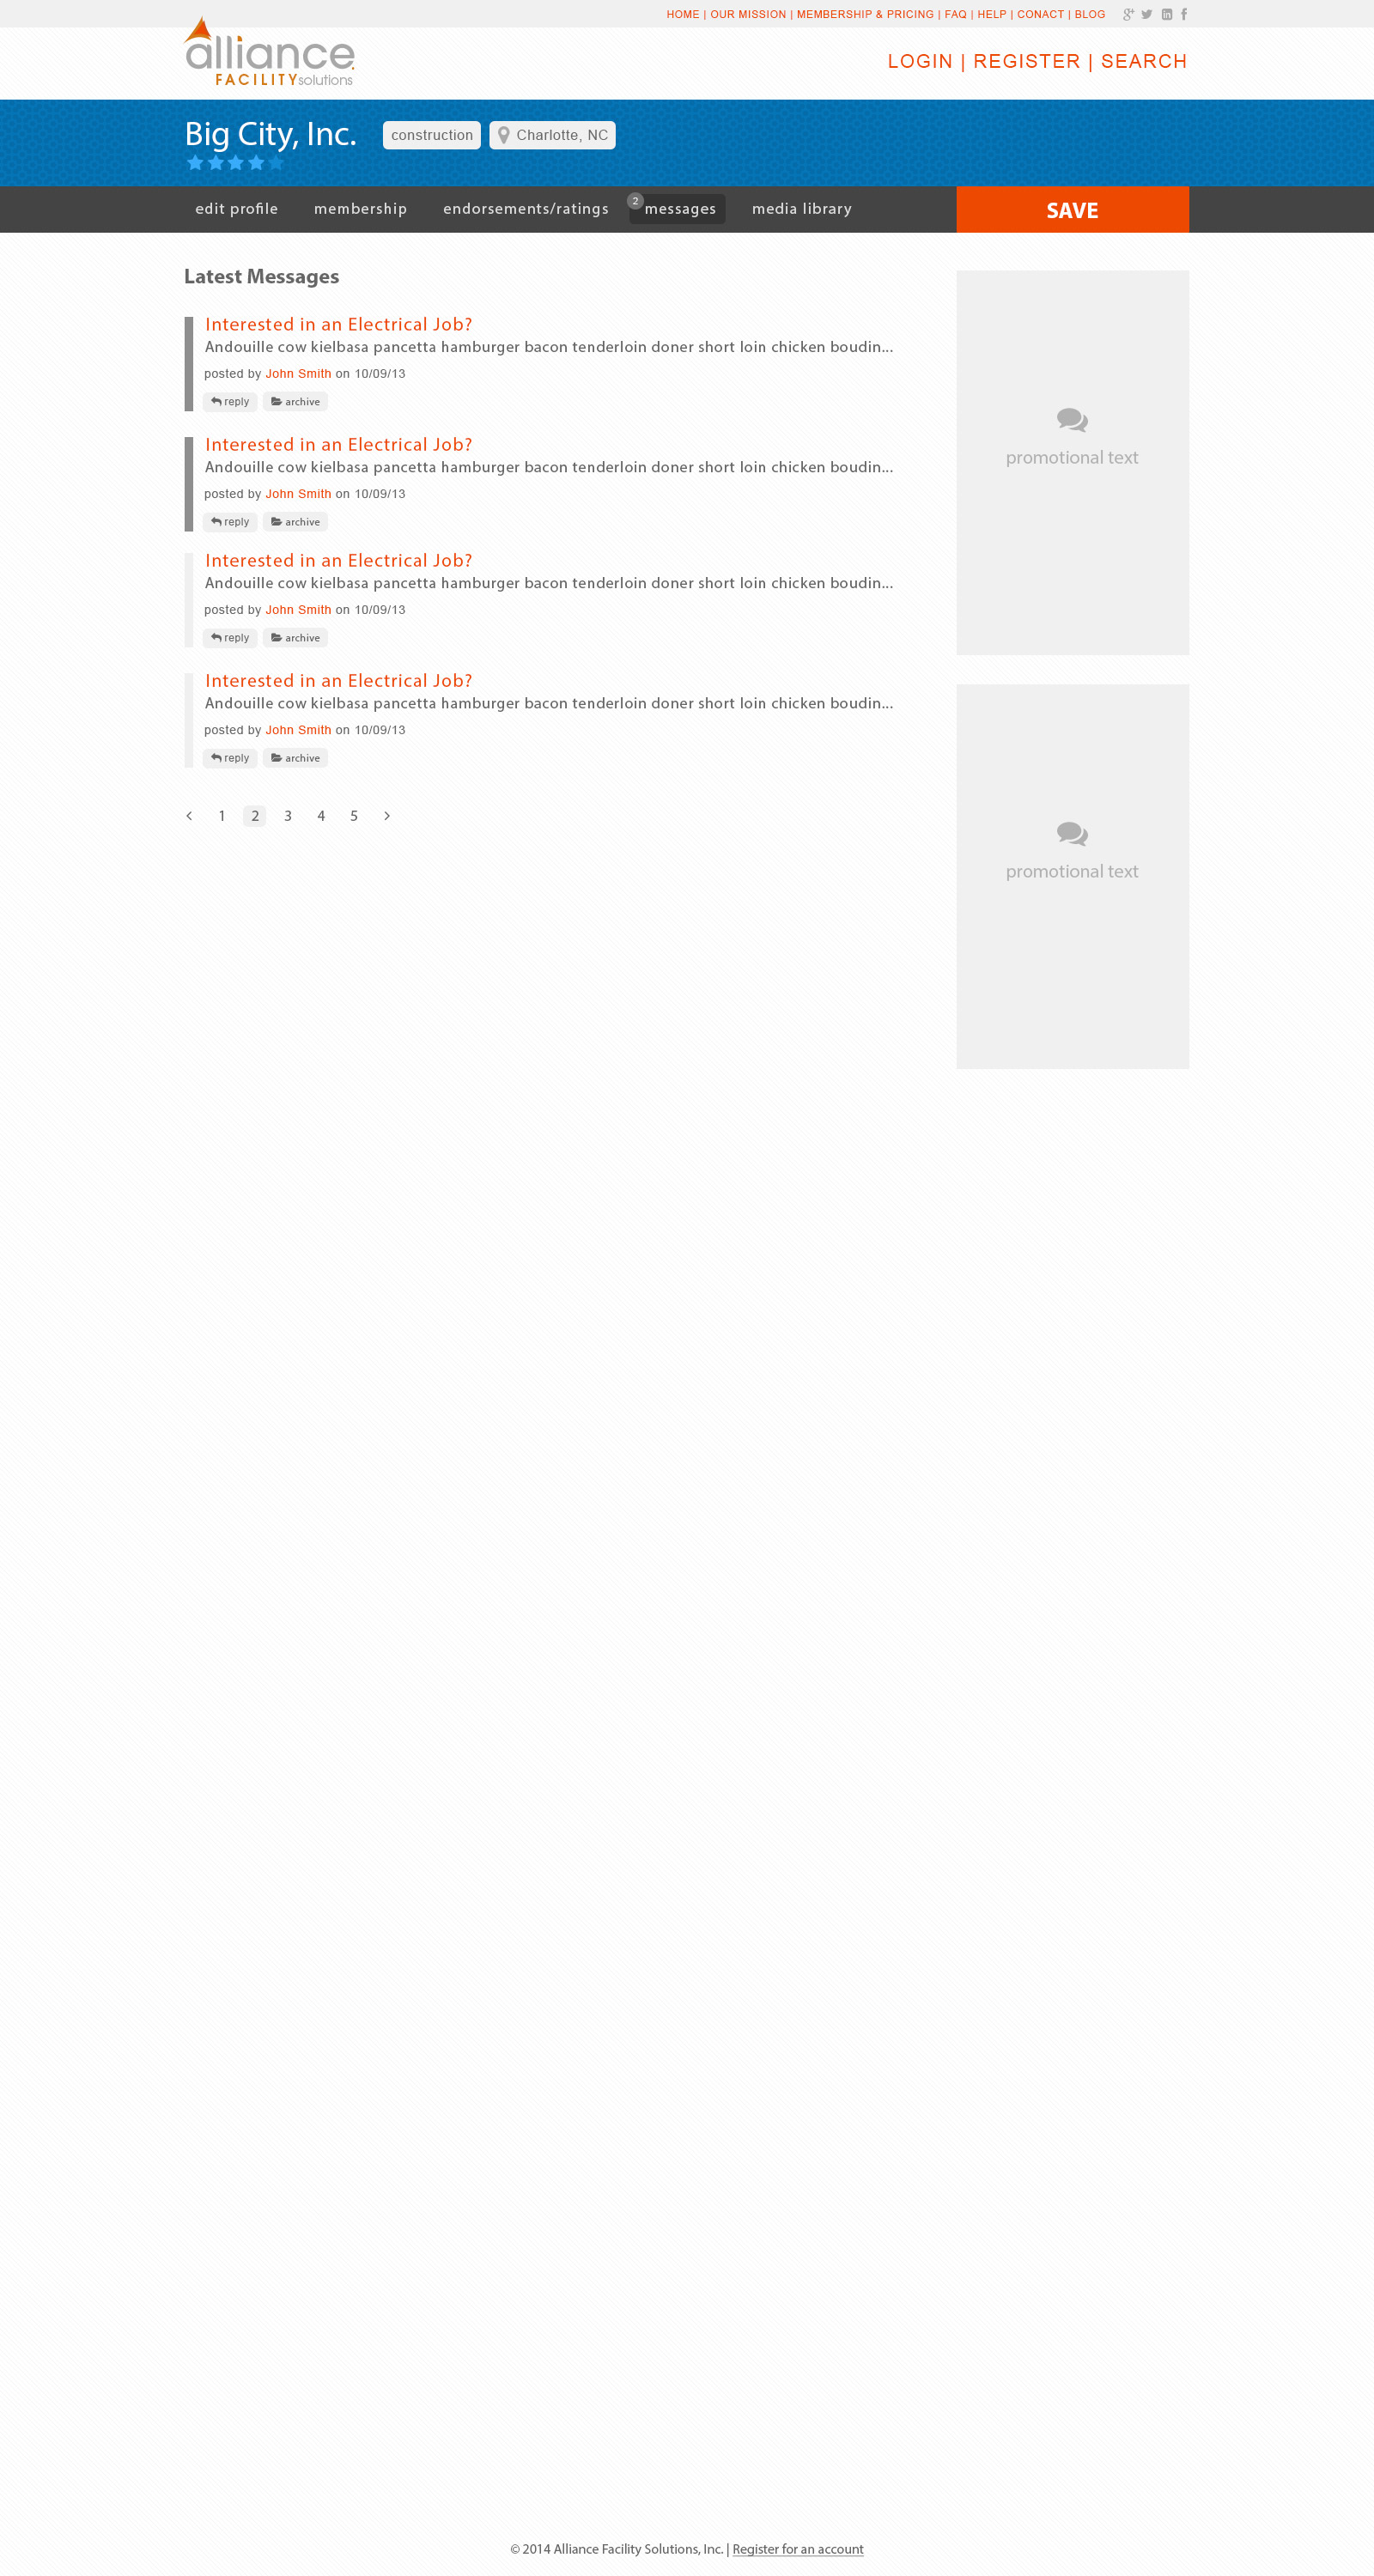 HOME | OUR MISSION | MEMBERSHIP & PRICING | FAQ | HELP | CONACT | BLOG
alliance
FACILITYsolutions
LOGIN | REGISTER | SEARCH
Big City, Inc.
construction
Charlotte, NC
edit profile
membership
endorsements/ratings
2
messages
media library
SAVE
Latest Messages
Interested in an Electrical Job?
Andouille cow kielbasa pancetta hamburger bacon tenderloin doner short loin chicken boudin...
posted by John Smith on 10/09/13
reply
archive
Interested in an Electrical Job?
Andouille cow kielbasa pancetta hamburger bacon tenderloin doner short loin chicken boudin...
posted by John Smith on 10/09/13
reply
archive
Interested in an Electrical Job?
Andouille cow kielbasa pancetta hamburger bacon tenderloin doner short loin chicken boudin...
posted by John Smith on 10/09/13
reply
archive
Interested in an Electrical Job?
Andouille cow kielbasa pancetta hamburger bacon tenderloin doner short loin chicken boudin...
posted by John Smith on 10/09/13
reply
archive
1 2 3 4 5
promotional text
promotional text
© 2014 Alliance Facility Solutions, Inc. | Register for an account